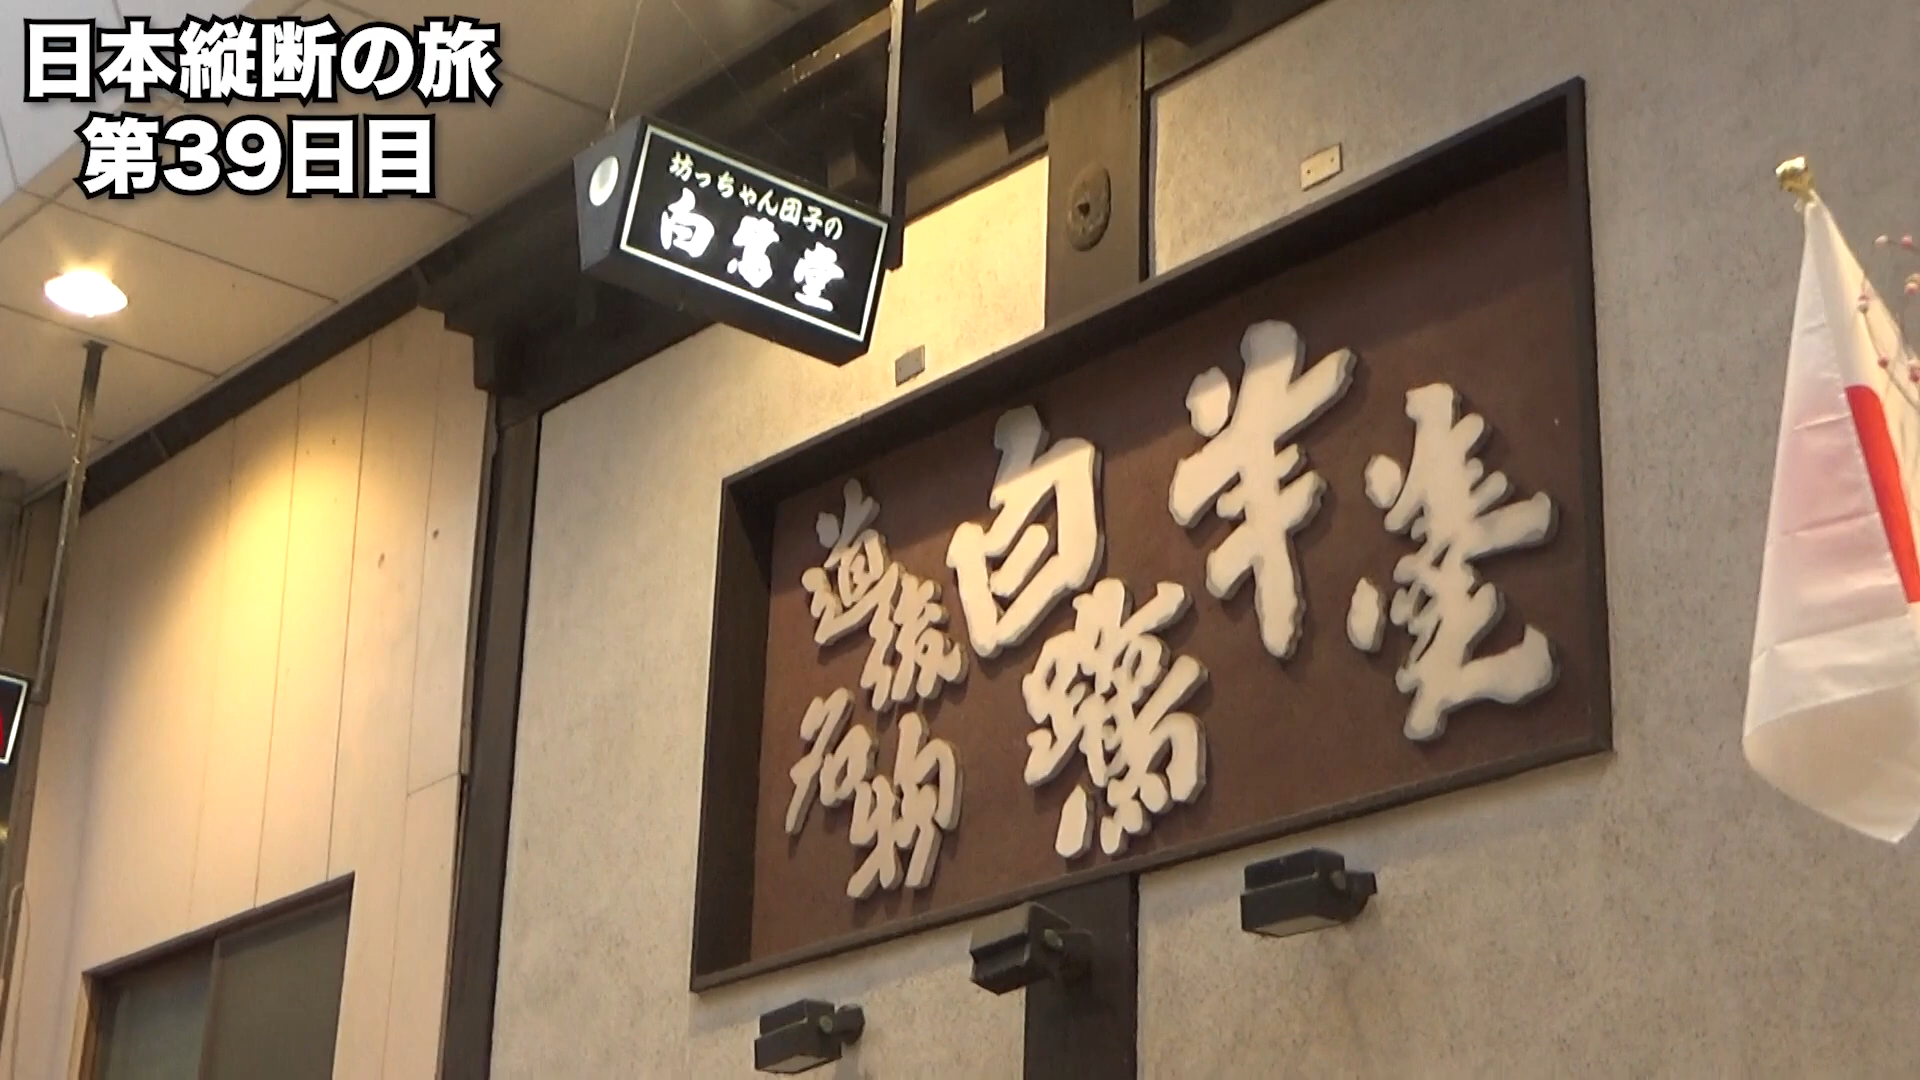 日本縦断の旅
第39日目
坊っちゃん団子の
白鷺堂
道後
名物
白鷺堂